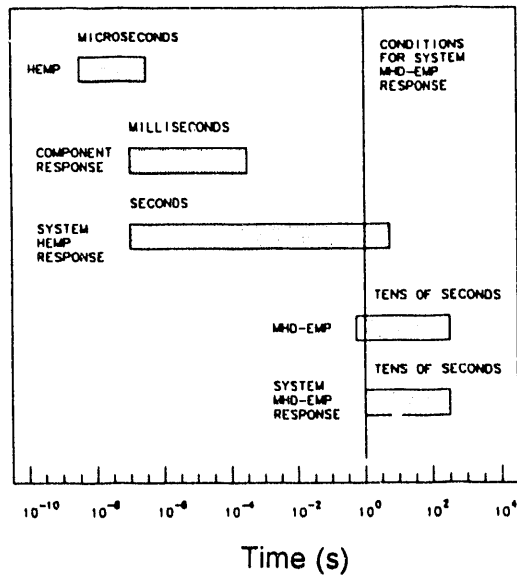 MICROSECONDS
HEMP
CONDITIONS
FOR SYSTEM
MHD-EMP
RESPONSE
MILLISECONDS
COMPONENT
RESPONSE
SECONDS
SYSTEM
HEMP
RESPONSE
TENS OF SECONDS
MHD-EMP
TENS OF SECONDS
SYSTEM
MHD-EMP
RESPONSE
10⁻¹⁰ 10⁻⁸ 10⁻⁶ 10⁻⁴ 10⁻² 10⁰ 10² 10⁴
Time (s)